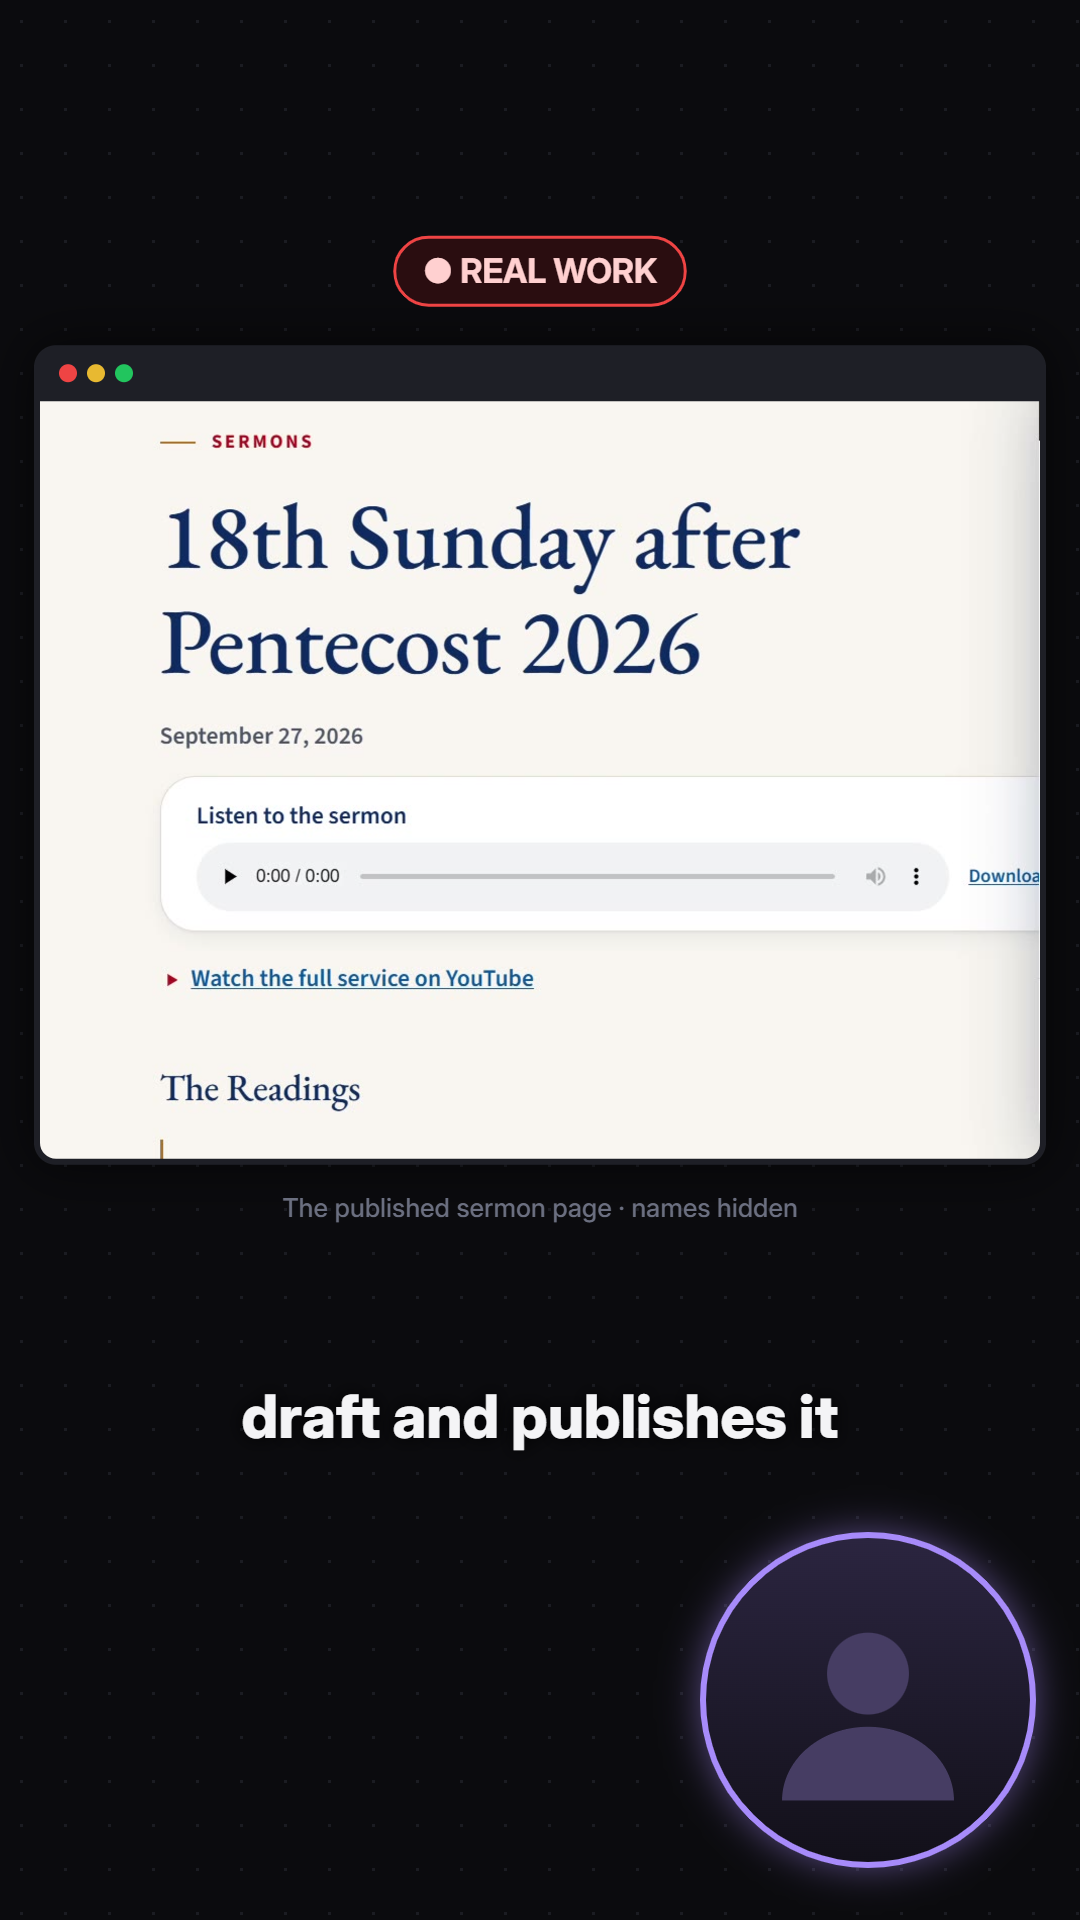 REAL WORK
SERMONS
18th Sunday after
Pentecost 2026
September 27, 2026
Listen to the sermon
0:00 / 0:00
Downloa
Watch the full service on YouTube
The Readings
The published sermon page · names hidden
draft and publishes it